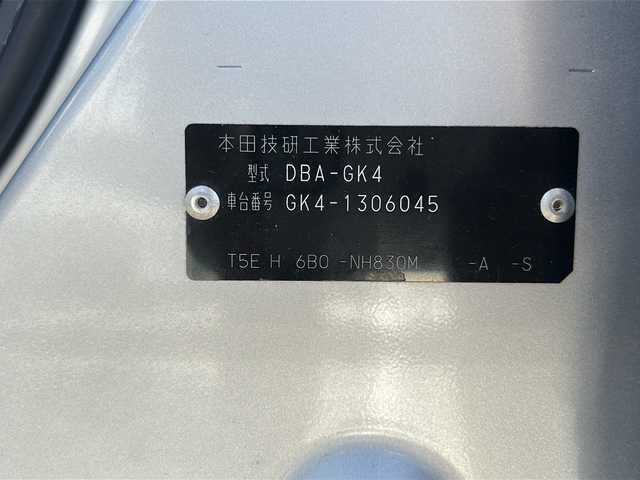 本田技研工業株式会社
型式 DBA-GK4
車台番号 GK4-1306045
T5E H 6B0 -NH830M -A -S